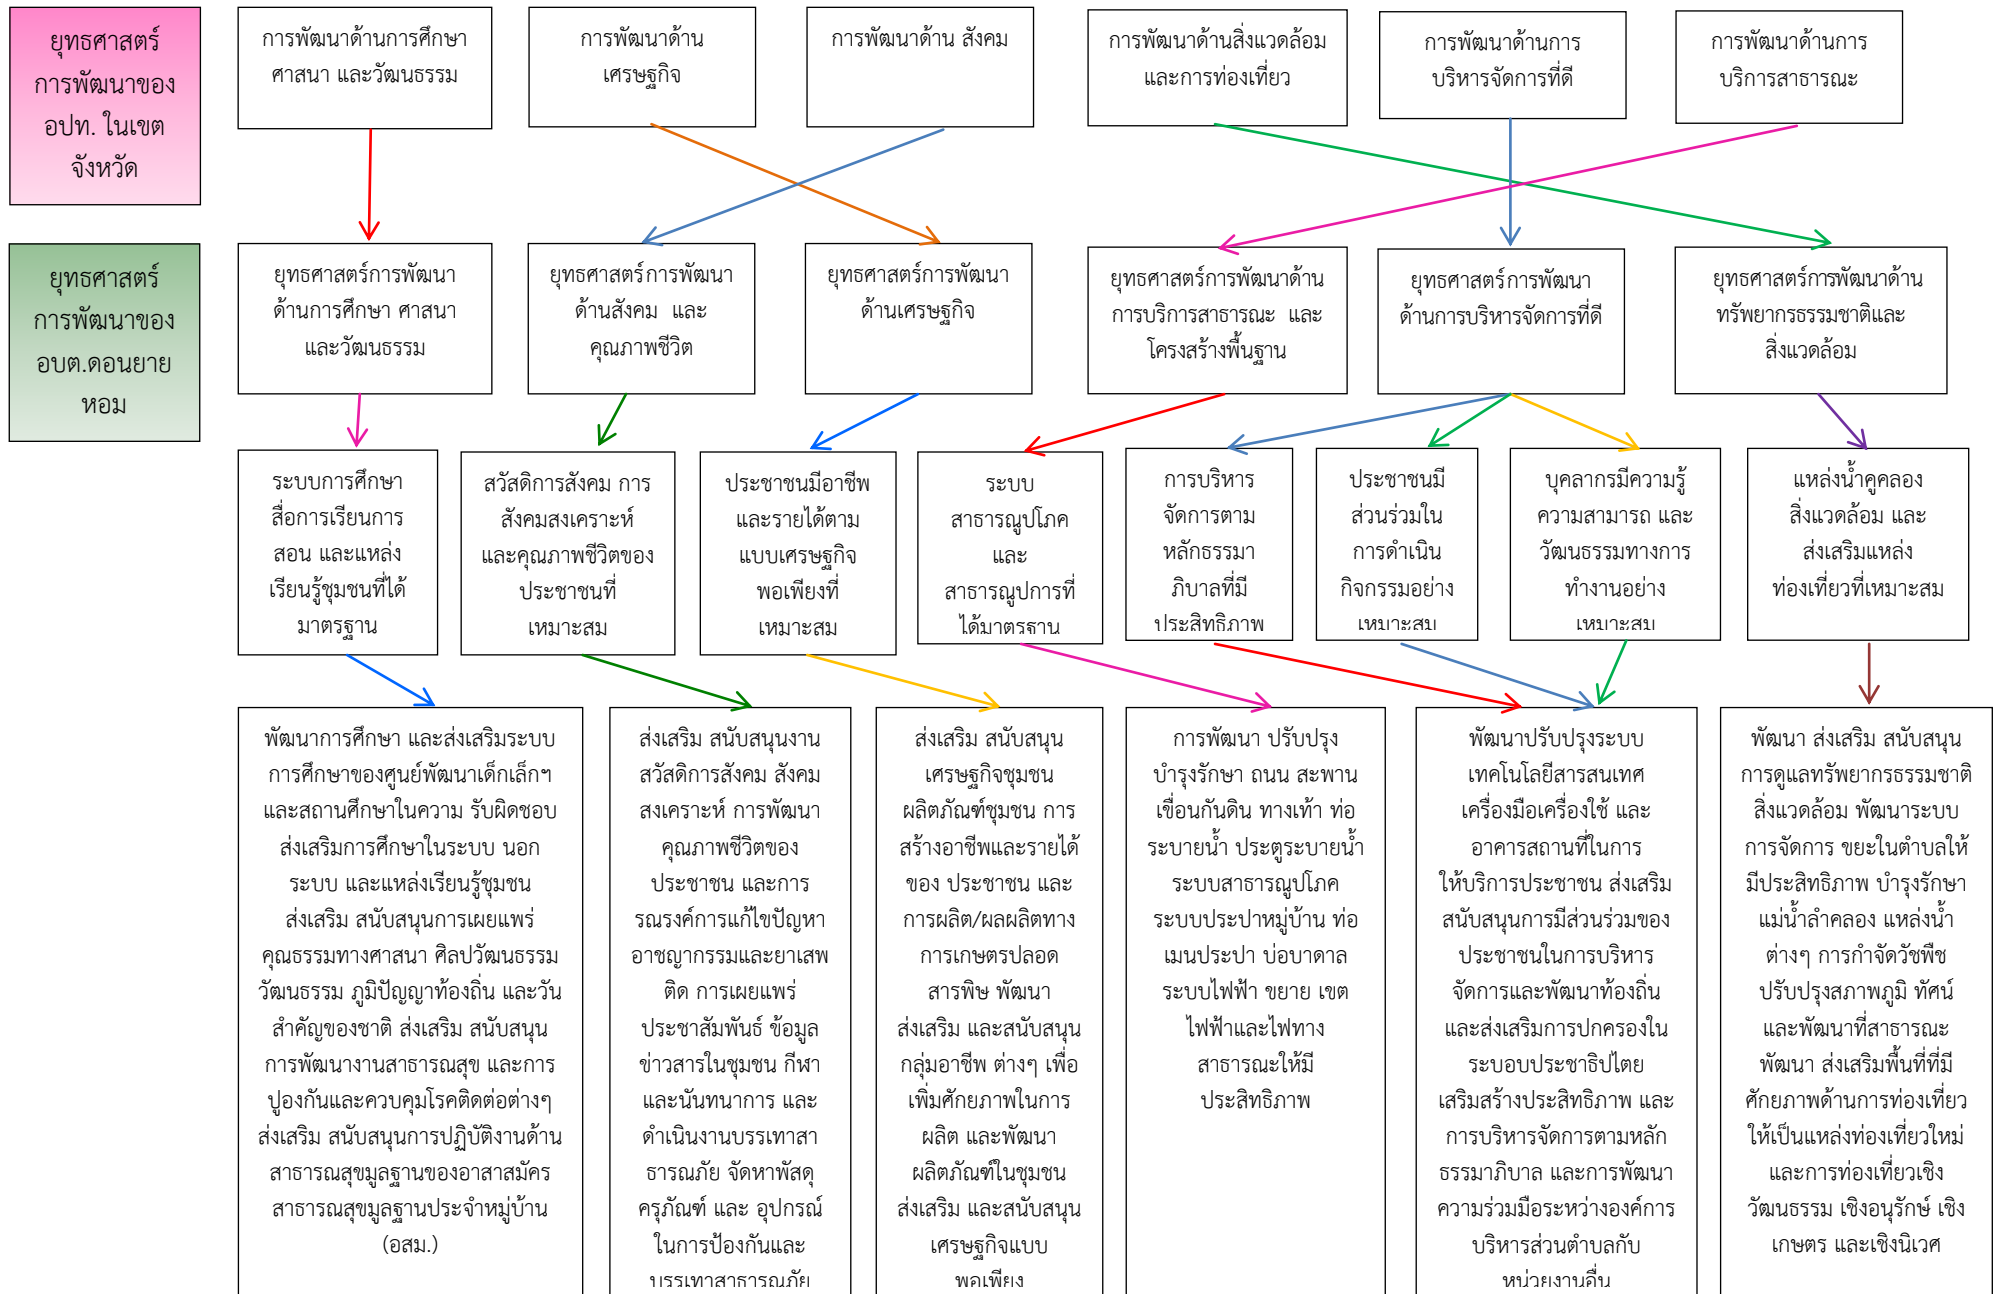 ยุทธศาสตร์
การพัฒนาของ
อปท. ในเขต
จังหวัด
การพัฒนาด้านการศึกษา
ศาสนา และวัฒนธรรม
การพัฒนาด้าน
เศรษฐกิจ
การพัฒนาด้าน สังคม
การพัฒนาด้านสิ่งแวดล้อม
และการท่องเที่ยว
การพัฒนาด้านการ
บริหารจัดการที่ดี
การพัฒนาด้านการ
บริการสาธารณะ
ยุทธศาสตร์
การพัฒนาของ
อบต.ดอนยาย
หอม
ยุทธศาสตร์การพัฒนา
ด้านการศึกษา ศาสนา
และวัฒนธรรม
ยุทธศาสตร์การพัฒนา
ด้านสังคม และ
คุณภาพชีวิต
ยุทธศาสตร์การพัฒนา
ด้านเศรษฐกิจ
ยุทธศาสตร์การพัฒนาด้าน
การบริการสาธารณะ และ
โครงสร้างพื้นฐาน
ยุทธศาสตร์การพัฒนา
ด้านการบริหารจัดการที่ดี
ยุทธศาสตร์การพัฒนาด้าน
ทรัพยากรธรรมชาติและ
สิ่งแวดล้อม
ระบบการศึกษา
สื่อการเรียนการ
สอน และแหล่ง
เรียนรู้ชุมชนที่ได้
มาตรฐาน
สวัสดิการสังคม การ
สังคมสงเคราะห์
และคุณภาพชีวิตของ
ประชาชนที่
เหมาะสม
ประชาชนมีอาชีพ
และรายได้ตาม
แบบเศรษฐกิจ
พอเพียงที่
เหมาะสม
ระบบ
สาธารณูปโภค
และ
สาธารณูปการที่
ได้มาตรฐาน
การบริหาร
จัดการตาม
หลักธรรมา
ภิบาลที่มี
ประสิทธิภาพ
ประชาชนมี
ส่วนร่วมใน
การดำเนิน
กิจกรรมอย่าง
เหมาะสม
บุคลากรมีความรู้
ความสามารถ และ
วัฒนธรรมทางการ
ทำงานอย่าง
เหมาะสม
แหล่งน้ำคูคลอง
สิ่งแวดล้อม และ
ส่งเสริมแหล่ง
ท่องเที่ยวที่เหมาะสม
พัฒนาการศึกษา และส่งเสริมระบบ
การศึกษาของศูนย์พัฒนาเด็กเล็กฯ
และสถานศึกษาในความ รับผิดชอบ
ส่งเสริมการศึกษาในระบบ นอก
ระบบ และแหล่งเรียนรู้ชุมชน
ส่งเสริม สนับสนุนการเผยแพร่
คุณธรรมทางศาสนา ศิลปวัฒนธรรม
วัฒนธรรม ภูมิปัญญาท้องถิ่น และวัน
สำคัญของชาติ ส่งเสริม สนับสนุน
การพัฒนางานสาธารณสุข และการ
ปูองกันและควบคุมโรคติดต่อต่างๆ
ส่งเสริม สนับสนุนการปฏิบัติงานด้าน
สาธารณสุขมูลฐานของอาสาสมัคร
สาธารณสุขมูลฐานประจำหมู่บ้าน
(อสม.)
ส่งเสริม สนับสนุนงาน
สวัสดิการสังคม สังคม
สงเคราะห์ การพัฒนา
คุณภาพชีวิตของ
ประชาชน และการ
รณรงค์การแก้ไขปัญหา
อาชญากรรมและยาเสพ
ติด การเผยแพร่
ประชาสัมพันธ์ ข้อมูล
ข่าวสารในชุมชน กีฬา
และนันทนาการ และ
ดำเนินงานบรรเทาสา
ธารณภัย จัดหาพัสดุ
ครุภัณฑ์ และ อุปกรณ์
ในการป้องกันและ
บรรเทาสาธารณภัย
ส่งเสริม สนับสนุน
เศรษฐกิจชุมชน
ผลิตภัณฑ์ชุมชน การ
สร้างอาชีพและรายได้
ของ ประชาชน และ
การผลิต/ผลผลิตทาง
การเกษตรปลอด
สารพิษ พัฒนา
ส่งเสริม และสนับสนุน
กลุ่มอาชีพ ต่างๆ เพื่อ
เพิ่มศักยภาพในการ
ผลิต และพัฒนา
ผลิตภัณฑ์ในชุมชน
ส่งเสริม และสนับสนุน
เศรษฐกิจแบบ
พอเพียง
การพัฒนา ปรับปรุง
บำรุงรักษา ถนน สะพาน
เขื่อนกันดิน ทางเท้า ท่อ
ระบายน้ำ ประตูระบายน้ำ
ระบบสาธารณูปโภค
ระบบประปาหมู่บ้าน ท่อ
เมนประปา บ่อบาดาล
ระบบไฟฟ้า ขยาย เขต
ไฟฟ้าและไฟทาง
สาธารณะให้มี
ประสิทธิภาพ
พัฒนาปรับปรุงระบบ
เทคโนโลยีสารสนเทศ
เครื่องมือเครื่องใช้ และ
อาคารสถานที่ในการ
ให้บริการประชาชน ส่งเสริม
สนับสนุนการมีส่วนร่วมของ
ประชาชนในการบริหาร
จัดการและพัฒนาท้องถิ่น
และส่งเสริมการปกครองใน
ระบอบประชาธิปไตย
เสริมสร้างประสิทธิภาพ และ
การบริหารจัดการตามหลัก
ธรรมาภิบาล และการพัฒนา
ความร่วมมือระหว่างองค์การ
บริหารส่วนตำบลกับ
หน่วยงานอื่น
พัฒนา ส่งเสริม สนับสนุน
การดูแลทรัพยากรธรรมชาติ
สิ่งแวดล้อม พัฒนาระบบ
การจัดการ ขยะในตำบลให้
มีประสิทธิภาพ บำรุงรักษา
แม่น้ำลำคลอง แหล่งน้ำ
ต่างๆ การกำจัดวัชพืช
ปรับปรุงสภาพภูมิ ทัศน์
และพัฒนาที่สาธารณะ
พัฒนา ส่งเสริมพื้นที่ที่มี
ศักยภาพด้านการท่องเที่ยว
ให้เป็นแหล่งท่องเที่ยวใหม่
และการท่องเที่ยวเชิง
วัฒนธรรม เชิงอนุรักษ์ เชิง
เกษตร และเชิงนิเวศ